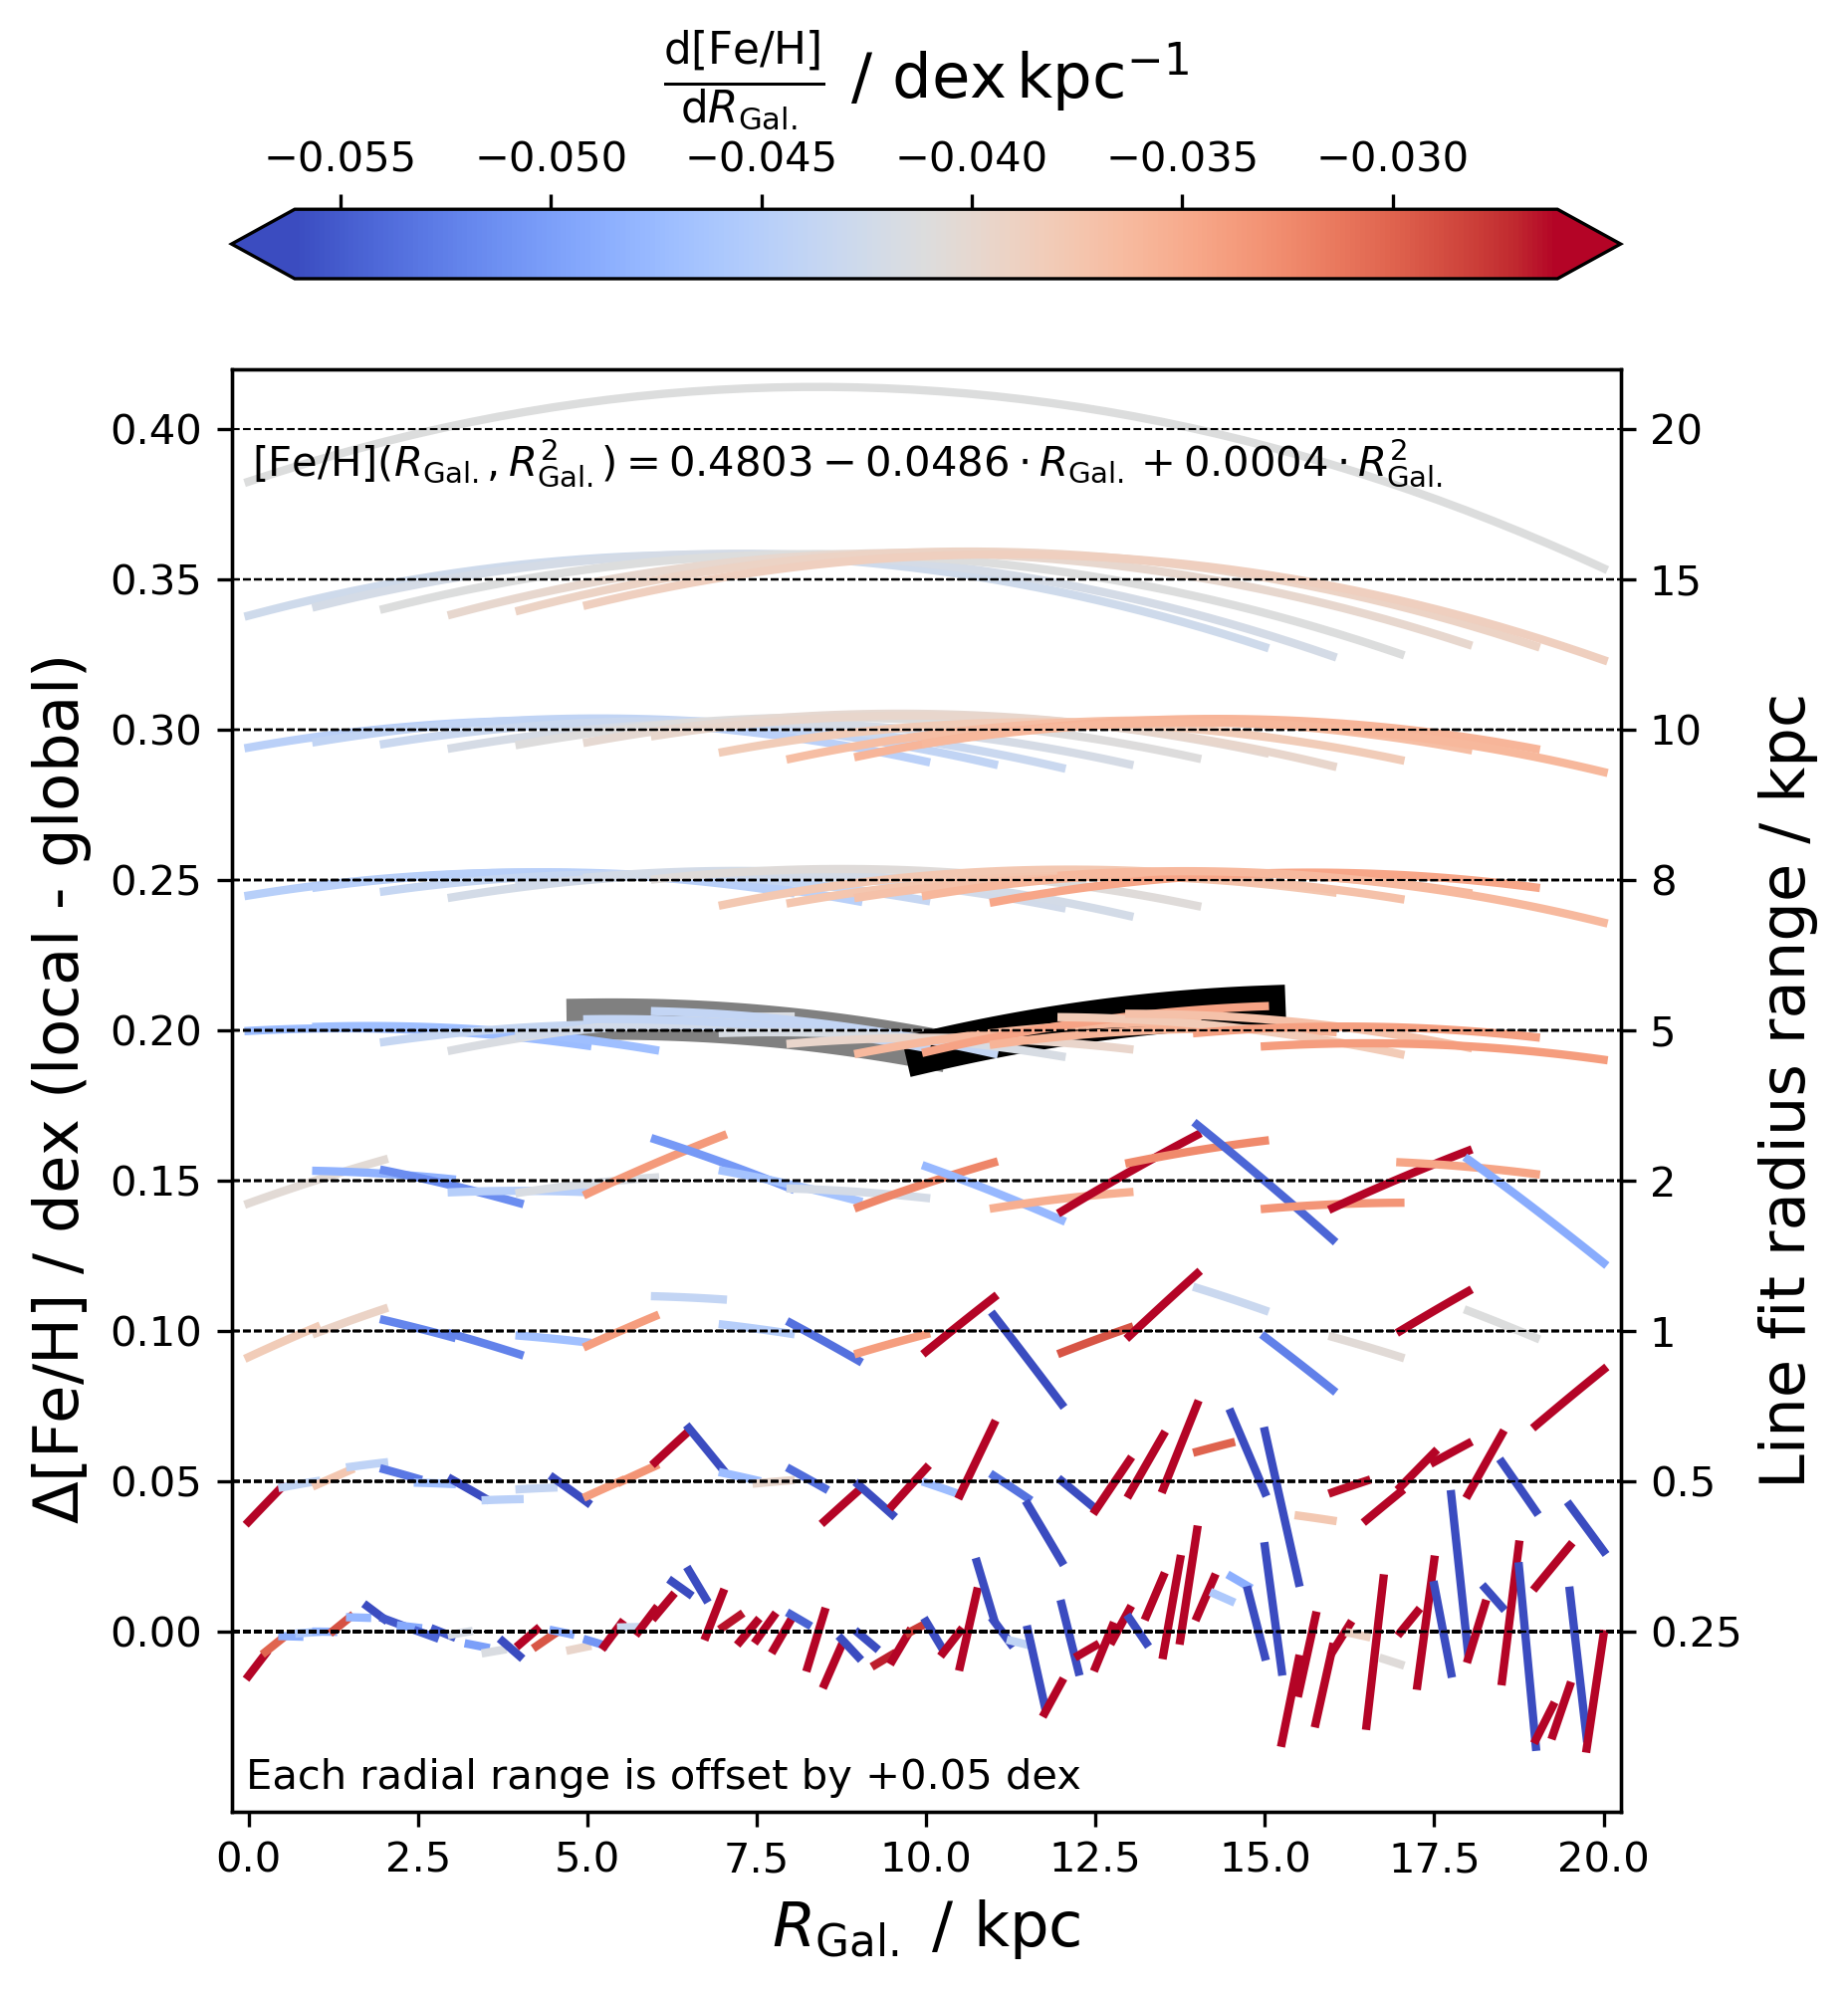 d[Fe/H]/dR_Gal. / dex kpc⁻¹
−0.055 −0.050 −0.045 −0.040 −0.035 −0.030
[Fe/H](R_Gal., R²_Gal.) = 0.4803 − 0.0486 · R_Gal. + 0.0004 · R²_Gal.
0.40 20
0.35 15
0.30 10
0.25 8
0.20 5
0.15 2
0.10 1
0.05 0.5
0.00 0.25
Δ[Fe/H] / dex (local - global)
Line fit radius range / kpc
Each radial range is offset by +0.05 dex
0.0 2.5 5.0 7.5 10.0 12.5 15.0 17.5 20.0
R_Gal. / kpc